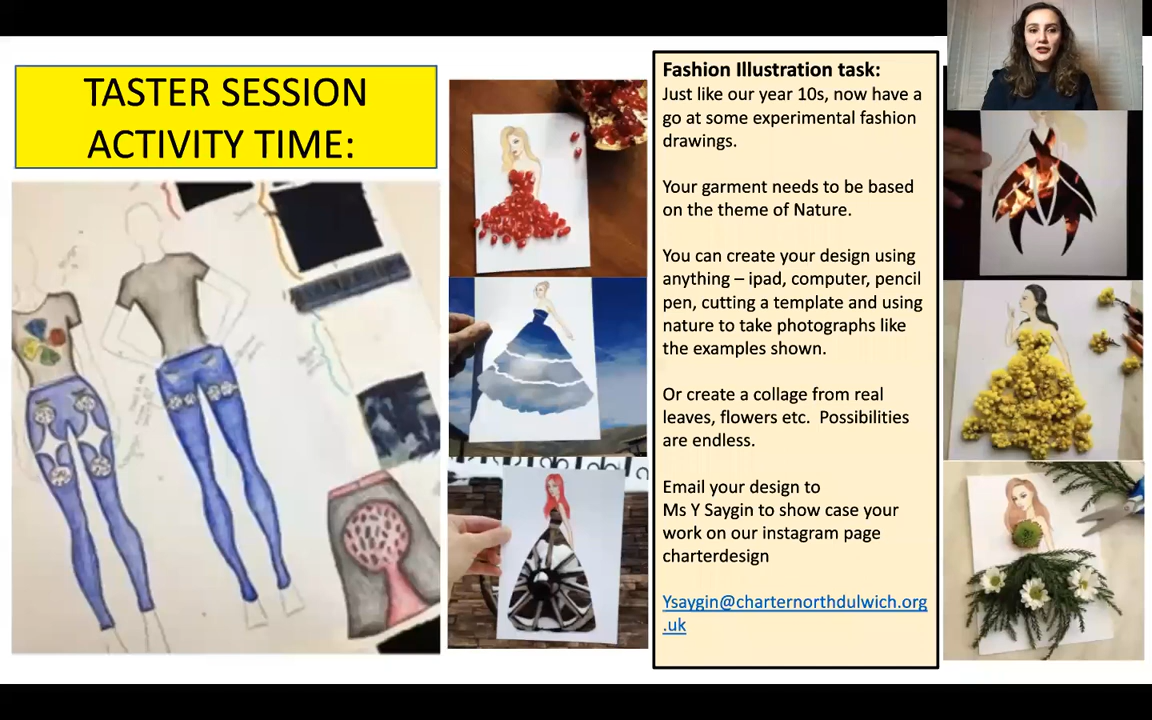 TASTER SESSION
ACTIVITY TIME:
Fashion Illustration task:
Just like our year 10s, now have a
go at some experimental fashion
drawings.
Your garment needs to be based
on the theme of Nature.
You can create your design using
anything – ipad, computer, pencil
pen, cutting a template and using
nature to take photographs like
the examples shown.
Or create a collage from real
leaves, flowers etc.  Possibilities
are endless.
Email your design to
Ms Y Saygin to show case your
work on our instagram page
charterdesign
Ysaygin@charternorthdulwich.org
.uk